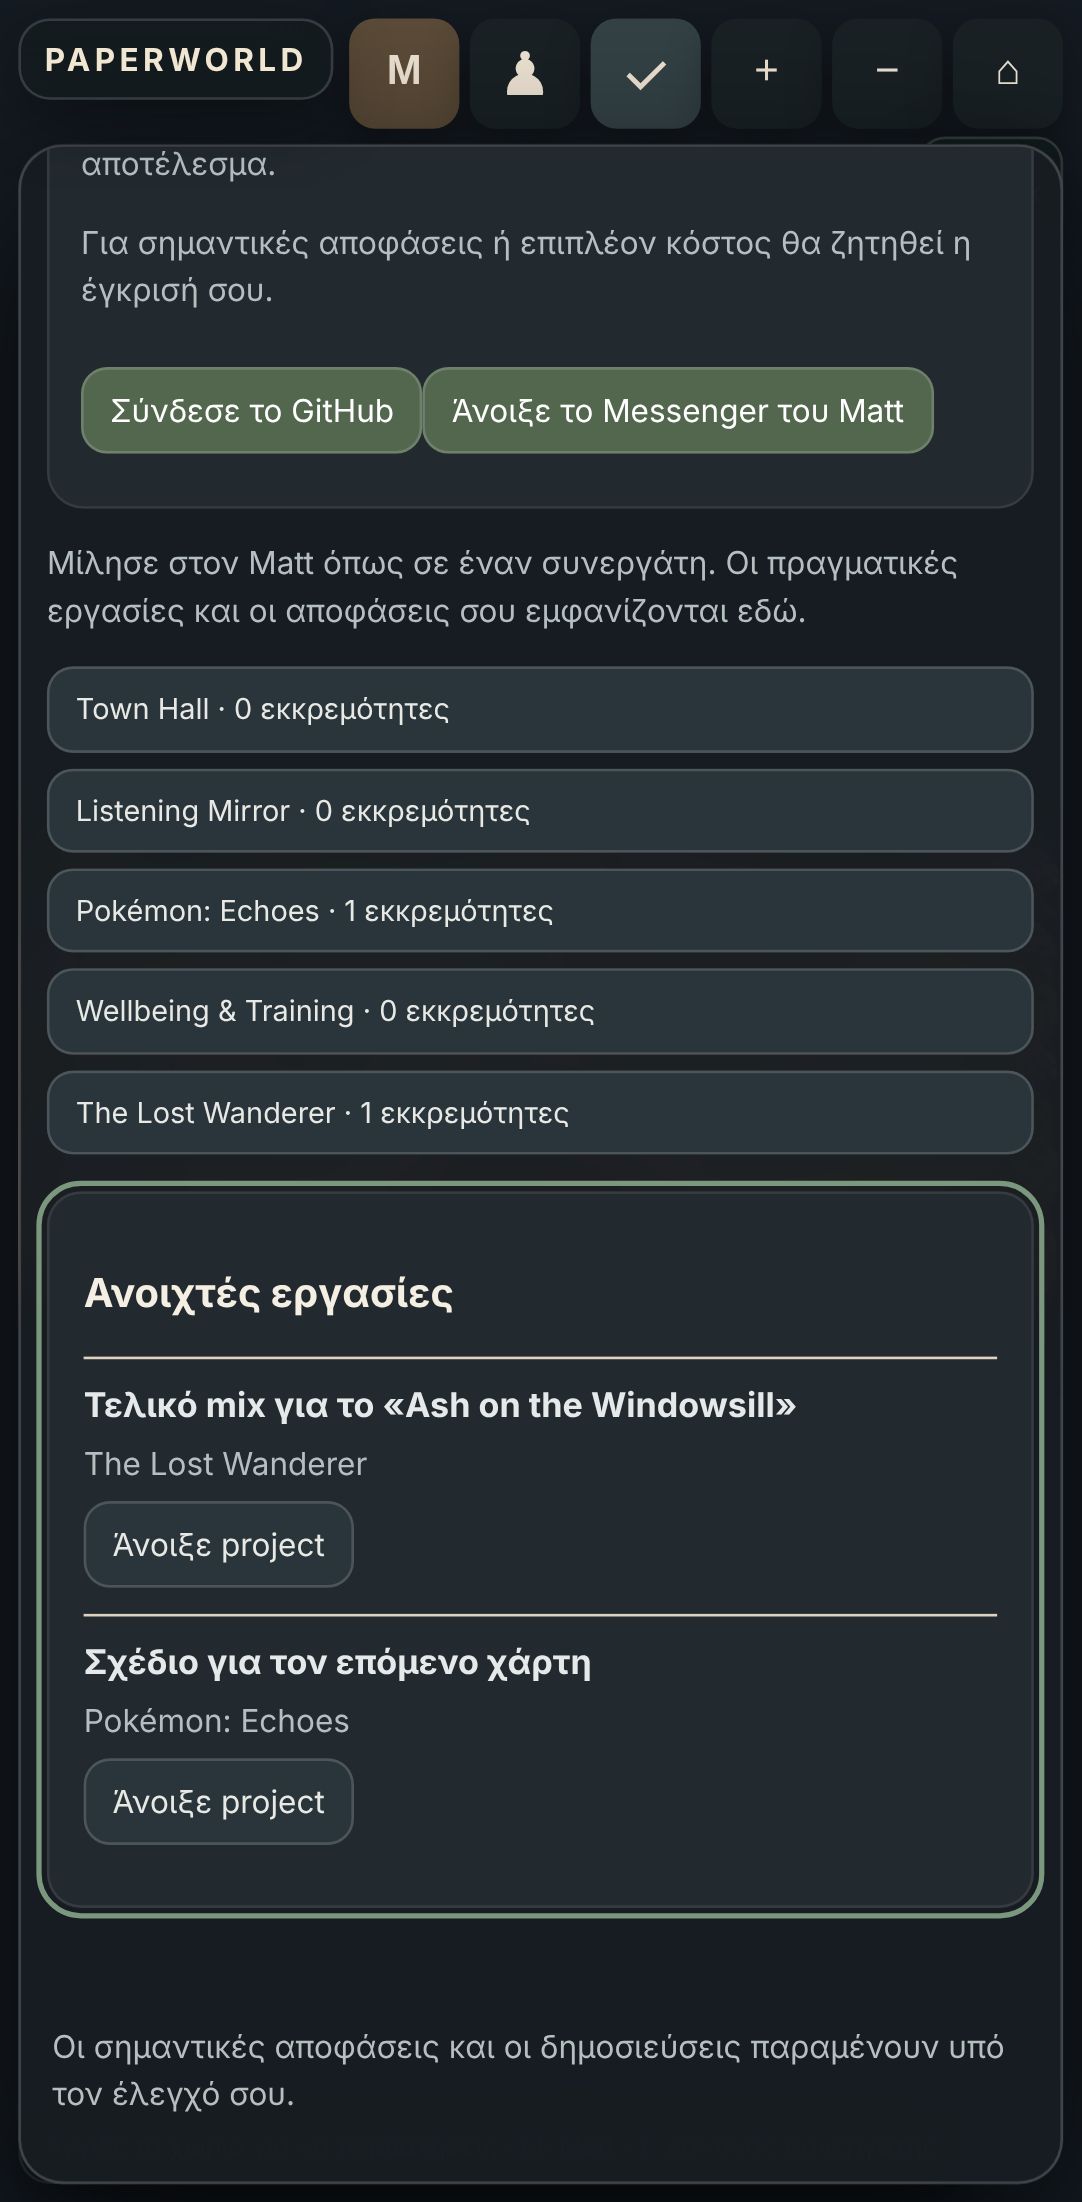 PAPERWORLD
M
αποτέλεσμα.
Για σημαντικές αποφάσεις ή επιπλέον κόστος θα ζητηθεί η
έγκρισή σου.
Σύνδεσε το GitHub
Άνοιξε το Messenger του Matt
Μίλησε στον Matt όπως σε έναν συνεργάτη. Οι πραγματικές
εργασίες και οι αποφάσεις σου εμφανίζονται εδώ.
Town Hall · 0 εκκρεμότητες
Listening Mirror · 0 εκκρεμότητες
Pokémon: Echoes · 1 εκκρεμότητες
Wellbeing & Training · 0 εκκρεμότητες
The Lost Wanderer · 1 εκκρεμότητες
Ανοιχτές εργασίες
Τελικό mix για το «Ash on the Windowsill»
The Lost Wanderer
Άνοιξε project
Σχέδιο για τον επόμενο χάρτη
Pokémon: Echoes
Άνοιξε project
Οι σημαντικές αποφάσεις και οι δημοσιεύσεις παραμένουν υπό
τον έλεγχό σου.